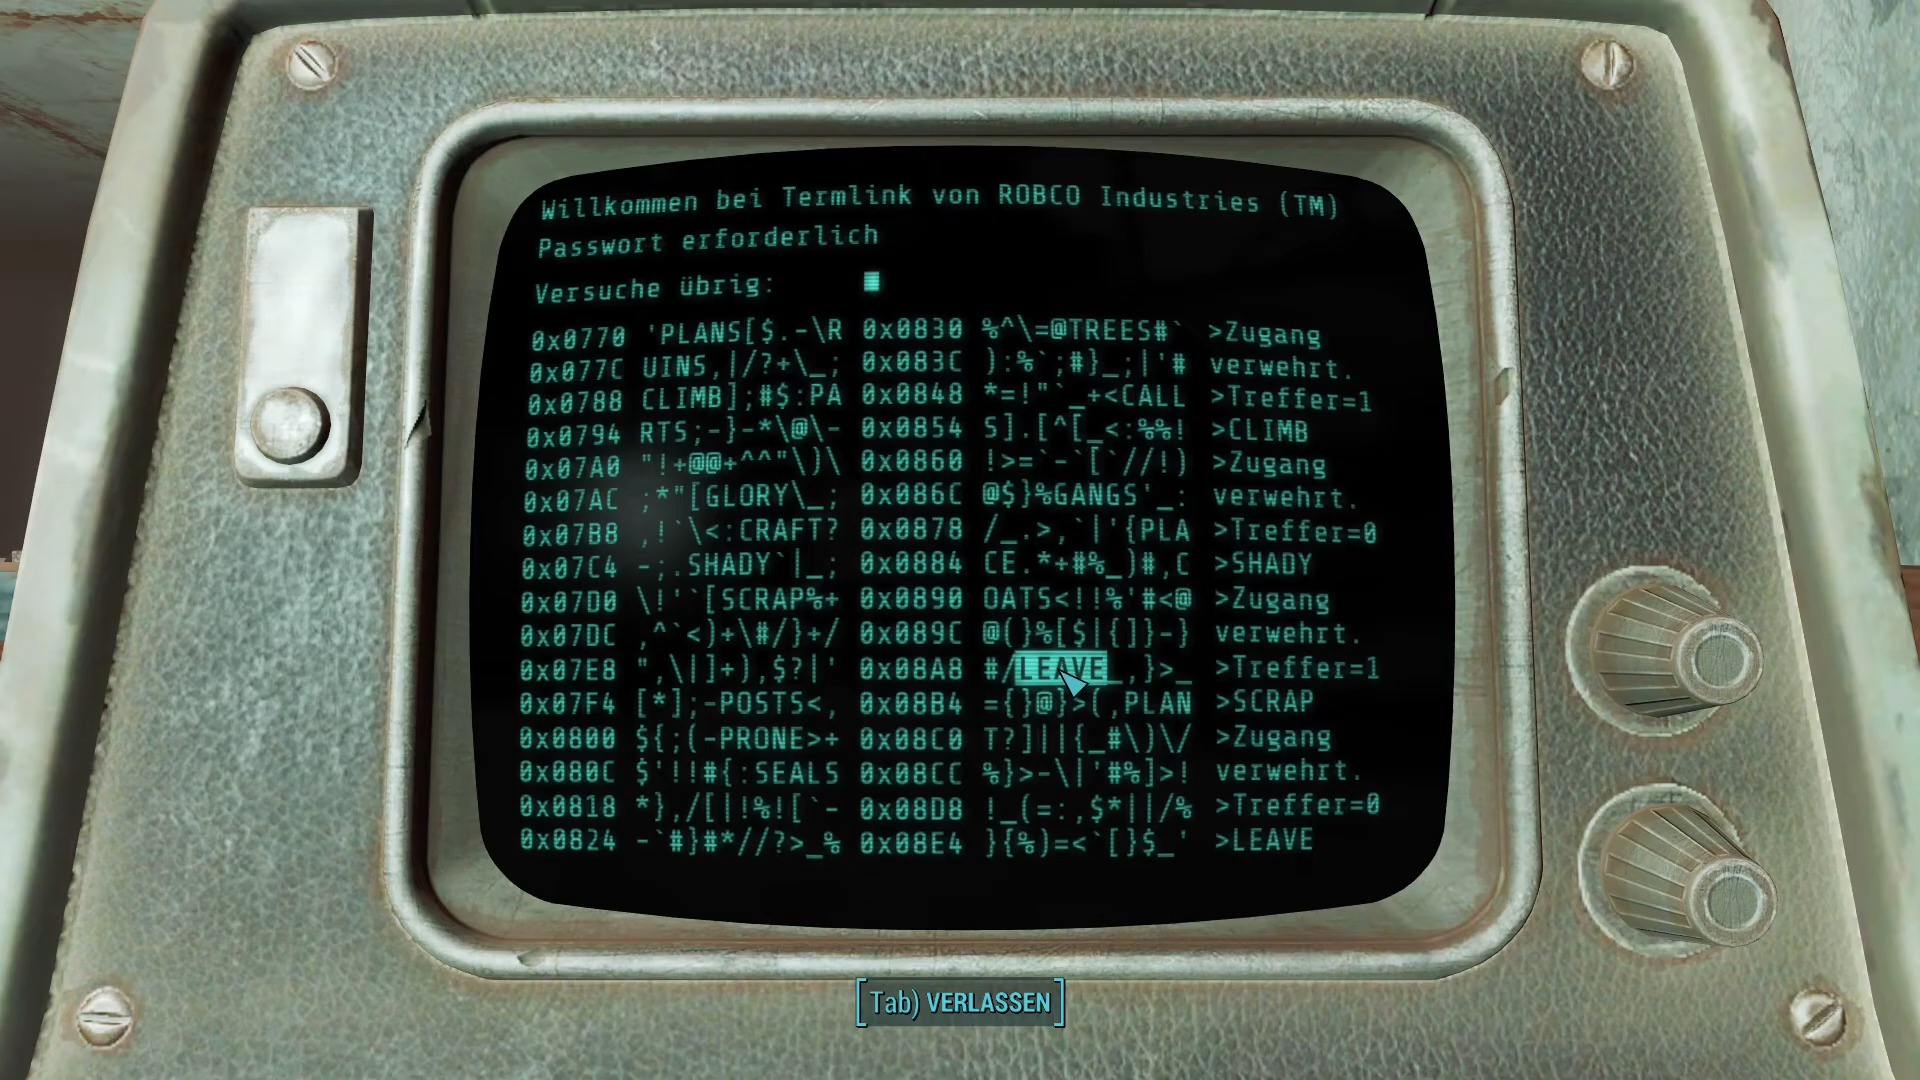 Willkommen bei Termlink von ROBCO Industries (TM)
Passwort erforderlich
Versuche übrig:
0x0770 'PLANS[$.-\R 0x0830 %^\=@TREES#` >Zugang
0x077C UINS,|/?+\_; 0x083C ):%`;#}_;|'# verwehrt.
0x0788 CLIMB];#$:PA 0x0848 *=!"`_+<CALL >Treffer=1
0x0794 RTS;-}-*\@\- 0x0854 S].[^[_<:%%! >CLIMB
0x07A0 "!+@@+^^"\)\ 0x0860 !>=`-`[`//!) >Zugang
0x07AC ;*"[GLORY\_; 0x086C @$}%GANGS'_: verwehrt.
0x07B8 ,!`\<:CRAFT? 0x0878 /_.>,`|'{PLA >Treffer=0
0x07C4 -;.SHADY`|_; 0x0884 CE.*+#%_)#,C >SHADY
0x07D0 \!'`[SCRAP%+ 0x0890 OATS<!!%'#<@ >Zugang
0x07DC ,^`<)+\#/}+/ 0x089C @(}%[$|{]}-} verwehrt.
0x07E8 ",\|]+),$?|' 0x08A8 #/LEAVE_,}>_ >Treffer=1
0x07F4 [*];-POSTS<, 0x08B4 ={}@}>(,PLAN >SCRAP
0x0800 ${;(-PRONE>+ 0x08C0 T?]||{_#\)\/ >Zugang
0x080C $'!!#{:SEALS 0x08CC %}>-\|'#%]>! verwehrt.
0x0818 *},/[|!%![`- 0x08D8 !_(=:,$*||/% >Treffer=0
0x0824 -`#}#*//?>_% 0x08E4 }{%)=<`[}$_' >LEAVE
[Tab) VERLASSEN]